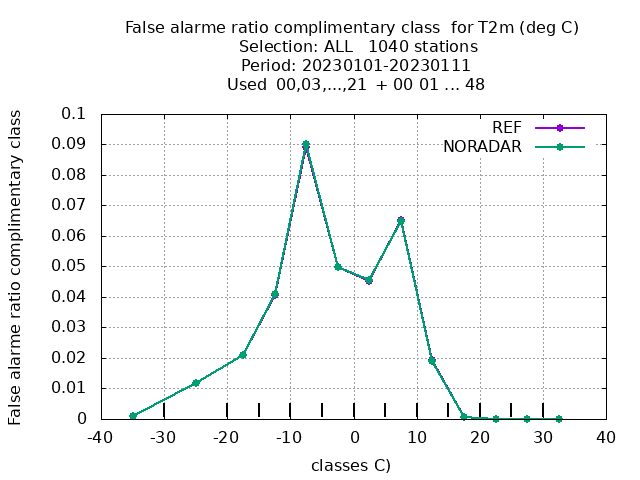 False alarme ratio complimentary class  for T2m (deg C)
Selection: ALL   1040 stations
Period: 20230101-20230111
Used  00,03,...,21  + 00 01 ... 48
False alarme ratio complimentary class
0.1
0.09
0.08
0.07
0.06
0.05
0.04
0.03
0.02
0.01
0
REF
NORADAR
-40 -30 -20 -10 0 10 20 30 40
classes C)